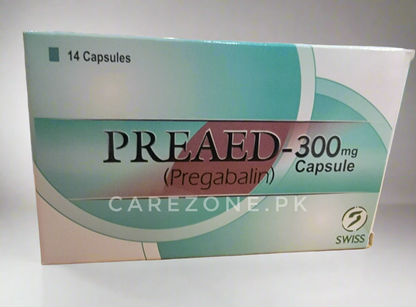 14 Capsules
PREAED-300mg
Capsule
(Pregabalin)
CAREZONE.PK
SWISS